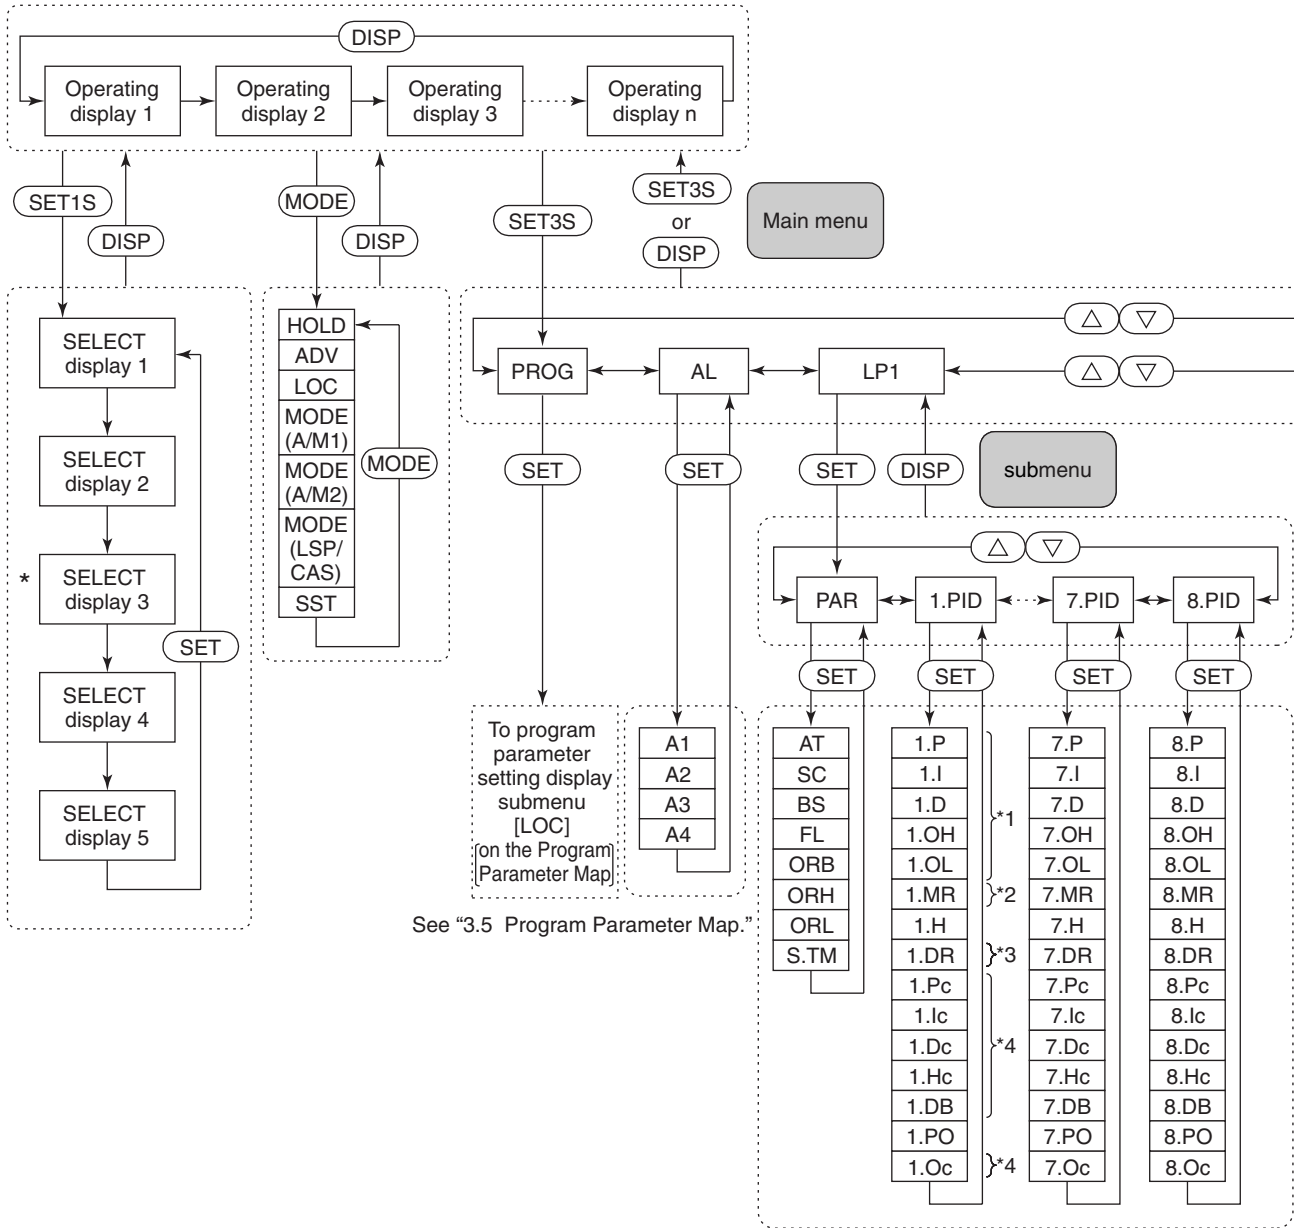 DISP
Operating
display 1
Operating
display 2
Operating
display 3
Operating
display n
SET1S
DISP
MODE
DISP
SET3S
SET3S
or
DISP
Main menu
SELECT
display 1
SELECT
display 2
*
SELECT
display 3
SELECT
display 4
SELECT
display 5
SET
HOLD
ADV
LOC
MODE
(A/M1)
MODE
(A/M2)
MODE
(LSP/
CAS)
SST
MODE
△ ▽
PROG
AL
LP1
△ ▽
SET
SET
SET
DISP
submenu
△ ▽
PAR
1.PID
7.PID
8.PID
SET
SET
SET
SET
To program
parameter
setting display
submenu
[LOC]
(on the Program
Parameter Map)
See “3.5 Program Parameter Map.”
A1
A2
A3
A4
AT
SC
BS
FL
ORB
ORH
ORL
S.TM
1.P
1.I
1.D
1.OH
1.OL
1.MR
1.H
1.DR
1.Pc
1.Ic
1.Dc
1.Hc
1.DB
1.PO
1.Oc
*1
*2
*3
*4
*4
7.P
7.I
7.D
7.OH
7.OL
7.MR
7.H
7.DR
7.Pc
7.Ic
7.Dc
7.Hc
7.DB
7.PO
7.Oc
8.P
8.I
8.D
8.OH
8.OL
8.MR
8.H
8.DR
8.Pc
8.Ic
8.Dc
8.Hc
8.DB
8.PO
8.Oc